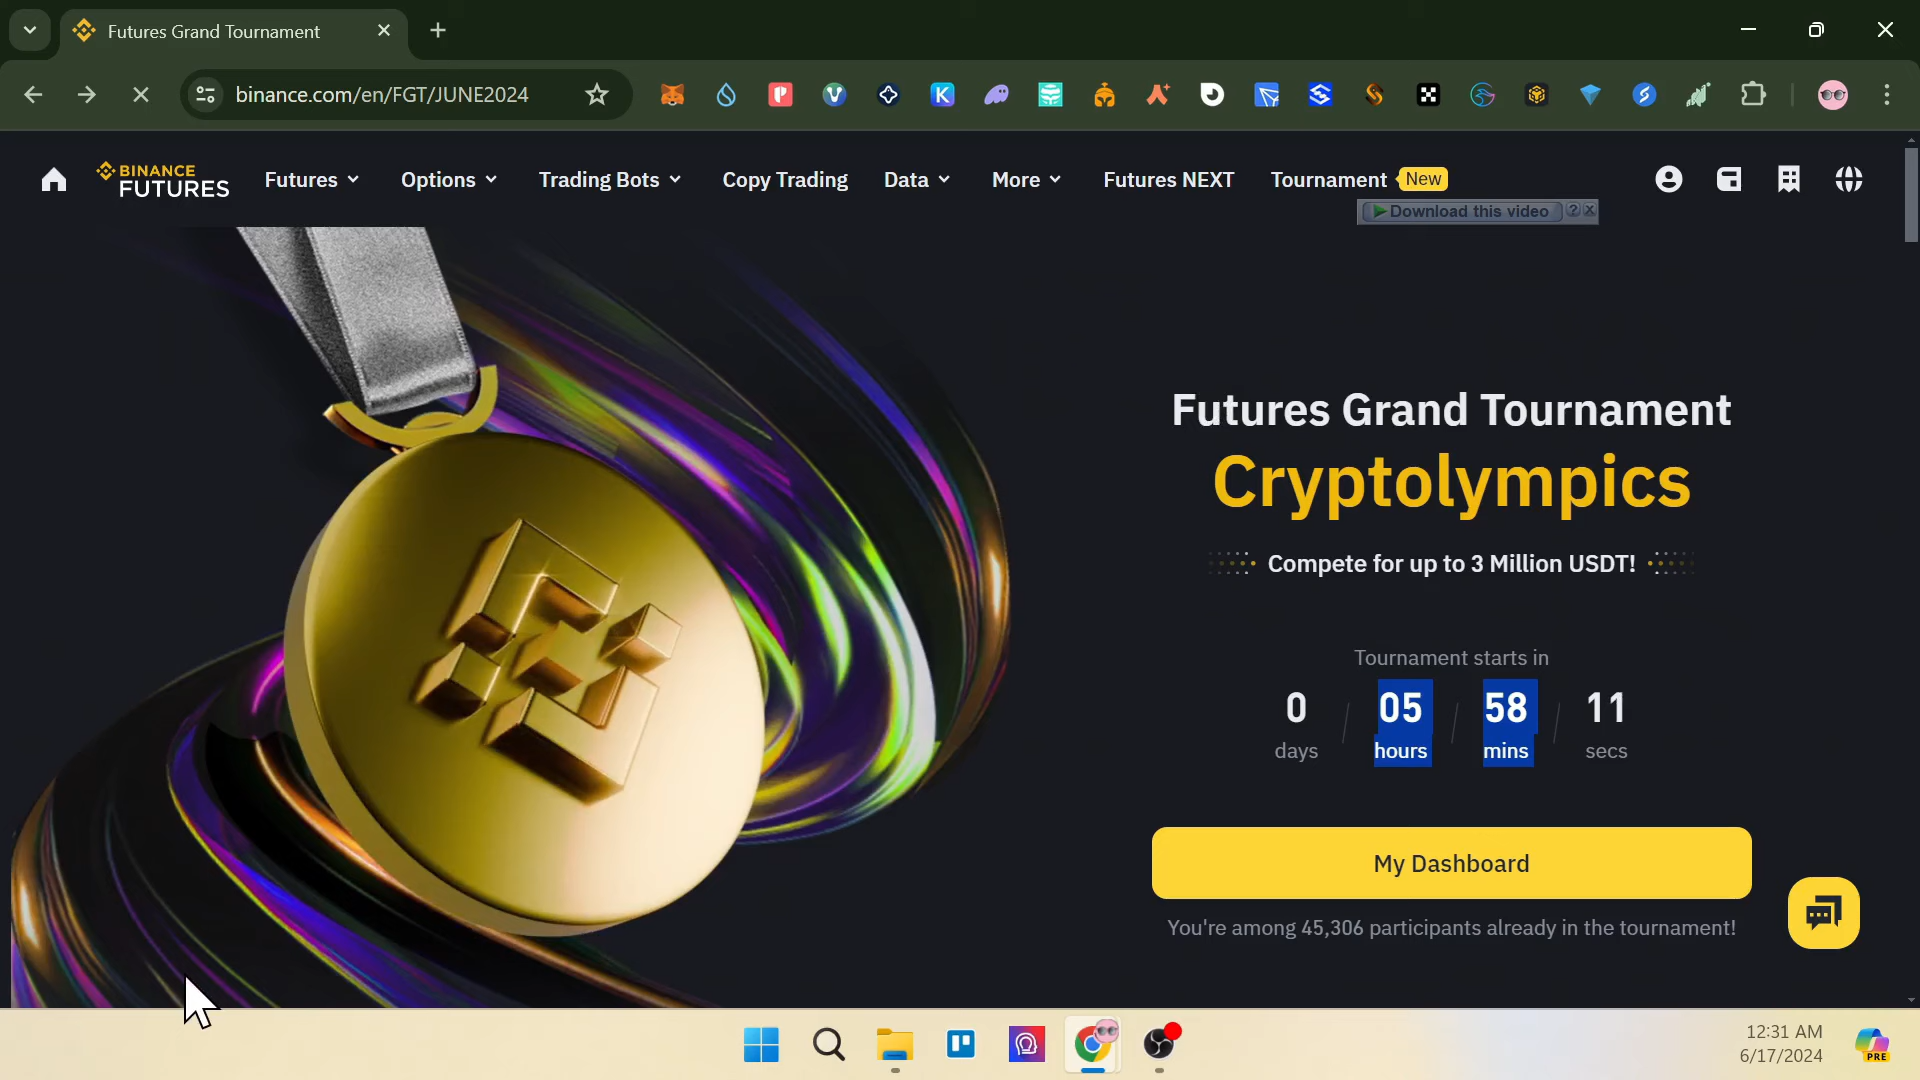 Futures Grand Tournament
binance.com/en/FGT/JUNE2024
BINANCE
FUTURES
Futures
Options
Trading Bots
Copy Trading
Data
More
Futures NEXT
Tournament
New
Download this video
?
Futures Grand Tournament
Cryptolympics
Compete for up to 3 Million USDT!
Tournament starts in
0 05 58 11
days hours mins secs
My Dashboard
You're among 45,306 participants already in the tournament!
12:31 AM
6/17/2024
PRE